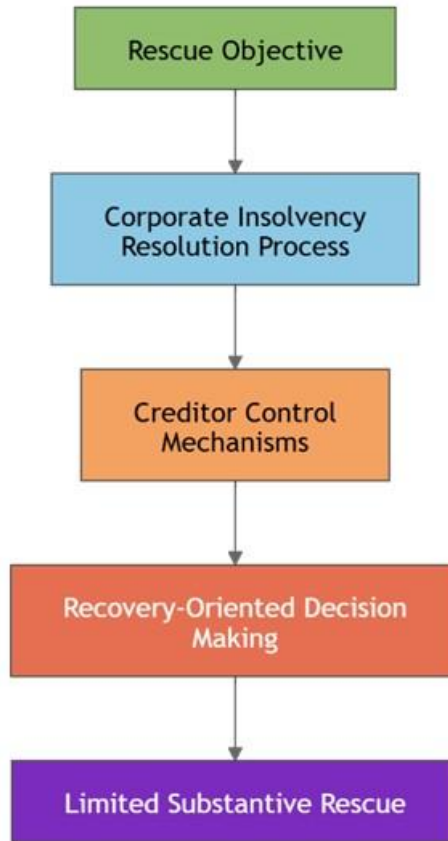 Rescue Objective
Corporate Insolvency
Resolution Process
Creditor Control
Mechanisms
Recovery-Oriented Decision
Making
Limited Substantive Rescue